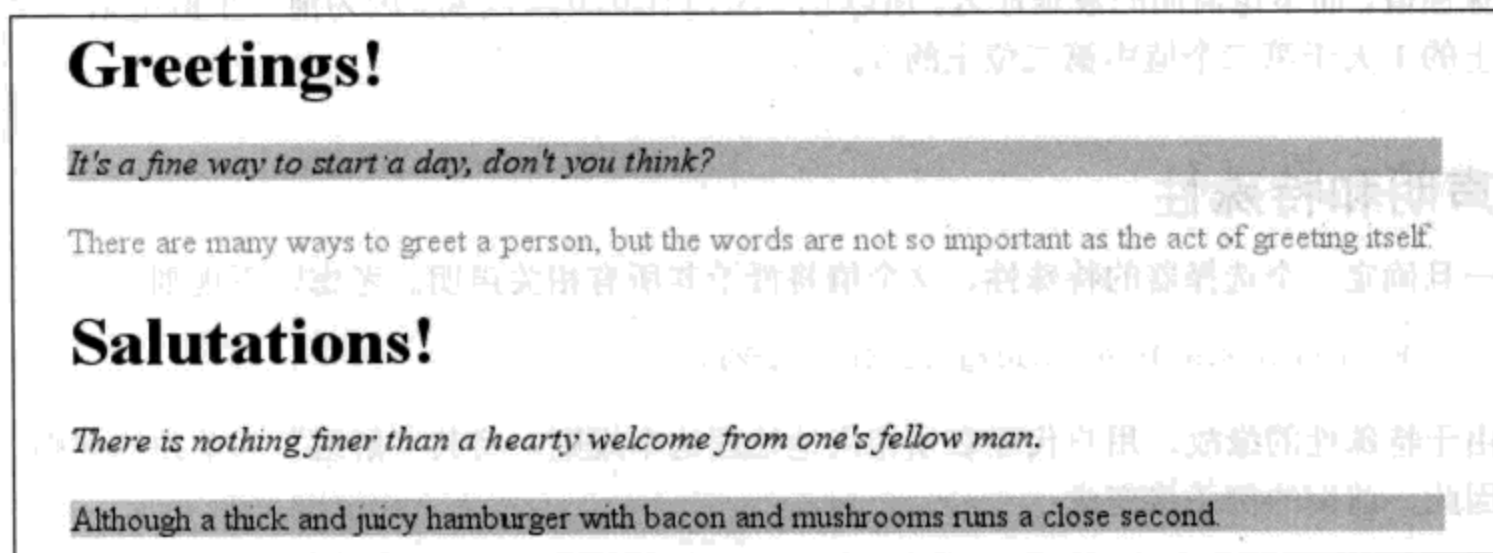 Greetings!
It's a fine way to start a day, don't you think?
There are many ways to greet a person, but the words are not so important as the act of greeting itself.
Salutations!
There is nothing finer than a hearty welcome from one's fellow man.
Although a thick and juicy hamburger with bacon and mushrooms runs a close second.